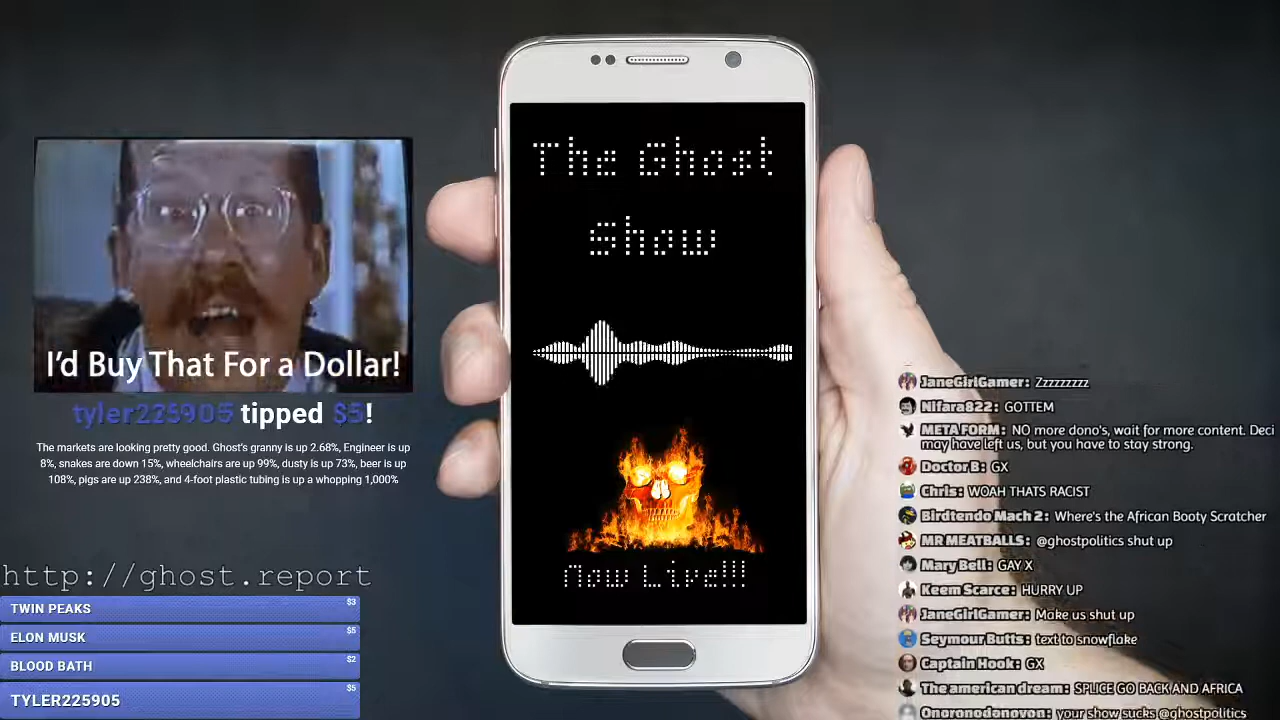 I'd Buy That For a Dollar!
tyler225905 tipped $5!
The markets are looking pretty good. Ghost's granny is up 2.68%, Engineer is up
8%, snakes are down 15%, wheelchairs are up 99%, dusty is up 73%, beer is up
108%, pigs are up 238%, and 4-foot plastic tubing is up a whopping 1,000%
http://ghost.report
TWIN PEAKS $3
ELON MUSK $5
BLOOD BATH $2
TYLER225905 $5
The Ghost
Show
Now Live!!!
JaneGirlGamer: Zzzzzzzzz
Nifara822: GOTTEM
META FORM: NO more dono's, wait for more content. Deci
may have left us, but you have to stay strong.
Doctor B: GX
Chris: WOAH THATS RACIST
Birdtendo Mach 2: Where's the African Booty Scratcher
MR MEATBALLS: @ghostpolitics shut up
Mary Bell: GAY X
Keem Scarce: HURRY UP
JaneGirlGamer: Make us shut up
Seymour Butts: text to snowflake
Captain Hook: GX
The american dream: SPLICE GO BACK AND AFRICA
Onoronodonovon: your show sucks @ghostpolitics